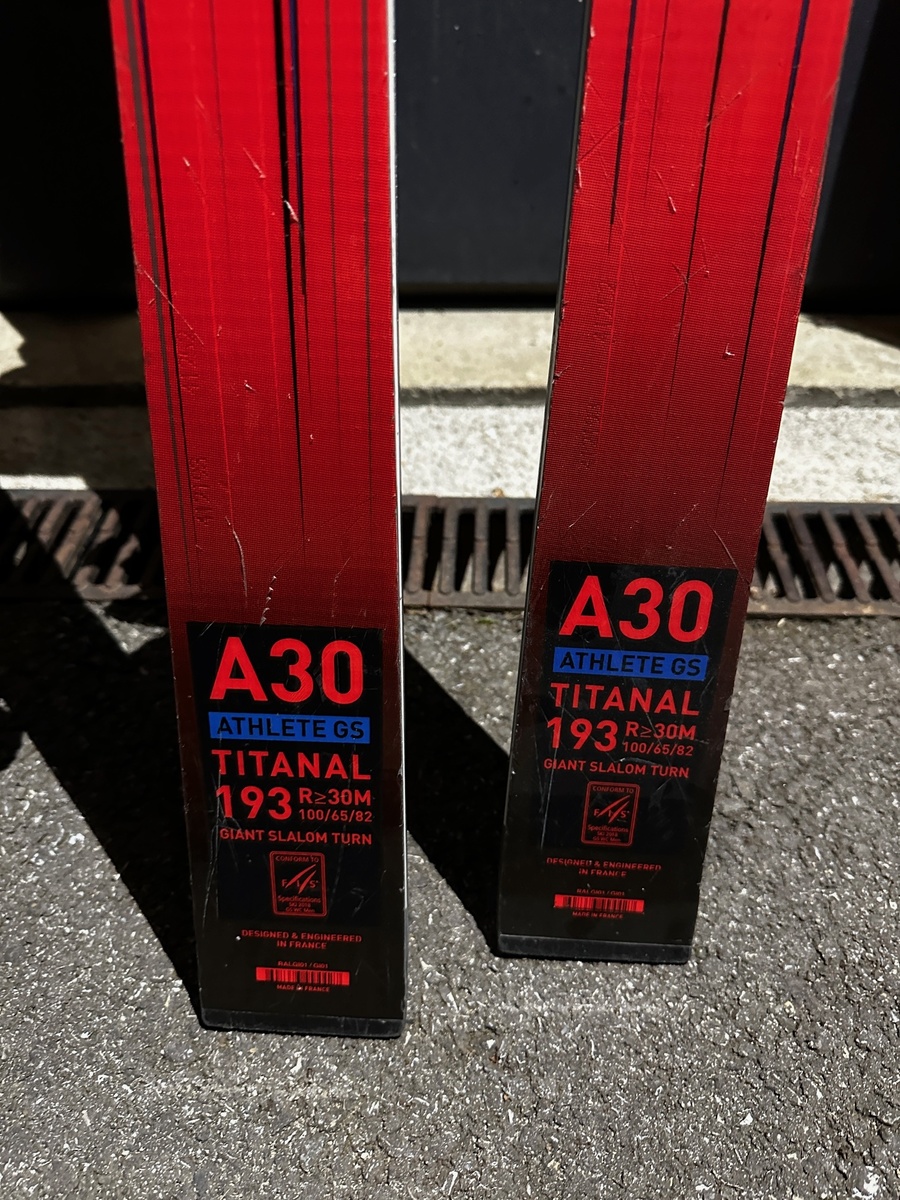 A30
ATHLETE GS
TITANAL
193 R≥30M
100/65/82
GIANT SLALOM TURN
CONFORM TO
F I S
Specifications
DESIGNED & ENGINEERED
IN FRANCE
MADE IN FRANCE
A30
ATHLETE GS
TITANAL
193 R≥30M
100/65/82
GIANT SLALOM TURN
CONFORM TO
F I S
Specifications
DESIGNED & ENGINEERED
IN FRANCE
MADE IN FRANCE